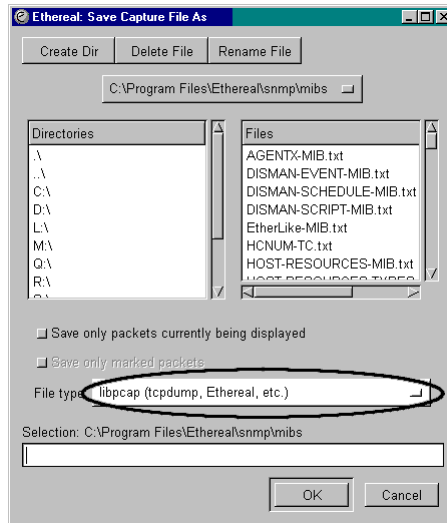 Ethereal: Save Capture File As
Create Dir Delete File Rename File
C:\Program Files\Ethereal\snmp\mibs
Directories
.\
..\
C:\
D:\
L:\
M:\
Q:\
R:\
Files
AGENTX-MIB.txt
DISMAN-EVENT-MIB.txt
DISMAN-SCHEDULE-MIB.txt
DISMAN-SCRIPT-MIB.txt
EtherLike-MIB.txt
HCNUM-TC.txt
HOST-RESOURCES-MIB.txt
HOST-RESOURCES-TYPES
Save only packets currently being displayed
Save only marked packets
File type libpcap (tcpdump, Ethereal, etc.)
Selection: C:\Program Files\Ethereal\snmp\mibs
OK Cancel